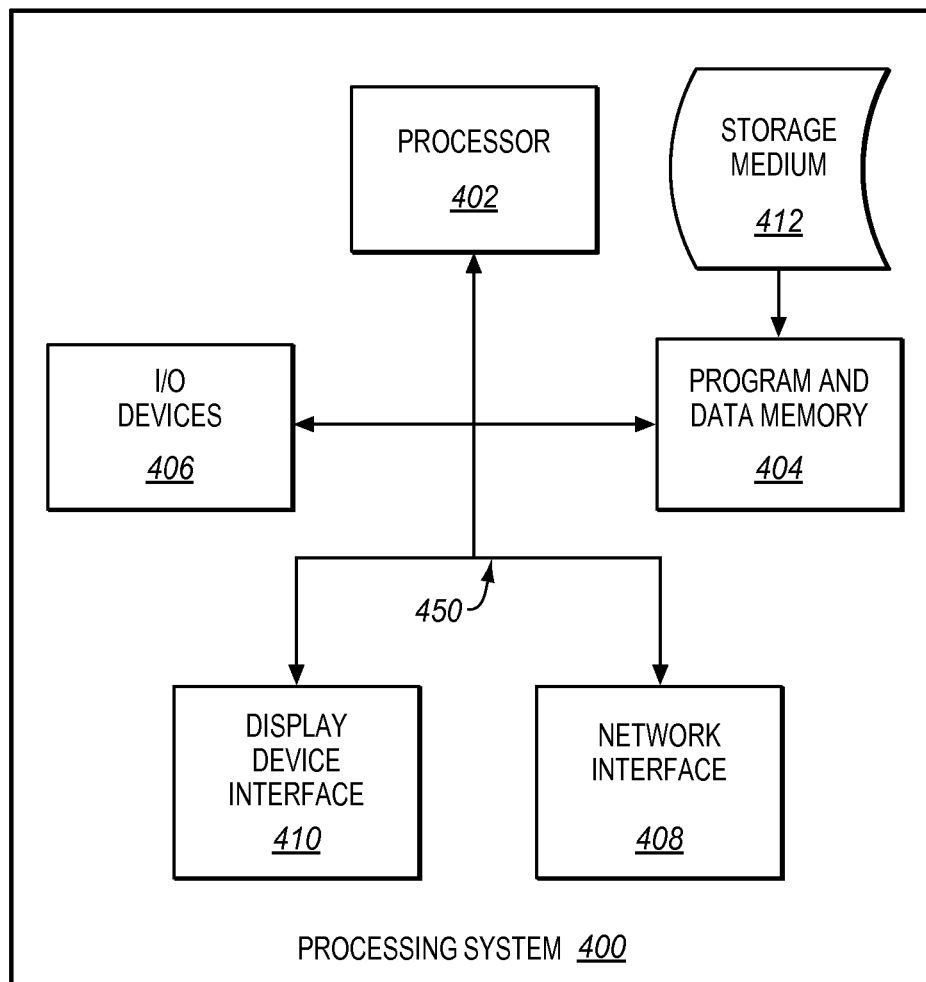 PROCESSOR
402
STORAGE
MEDIUM
412
I/O
DEVICES
406
PROGRAM AND
DATA MEMORY
404
450
DISPLAY
DEVICE
INTERFACE
410
NETWORK
INTERFACE
408
PROCESSING SYSTEM 400